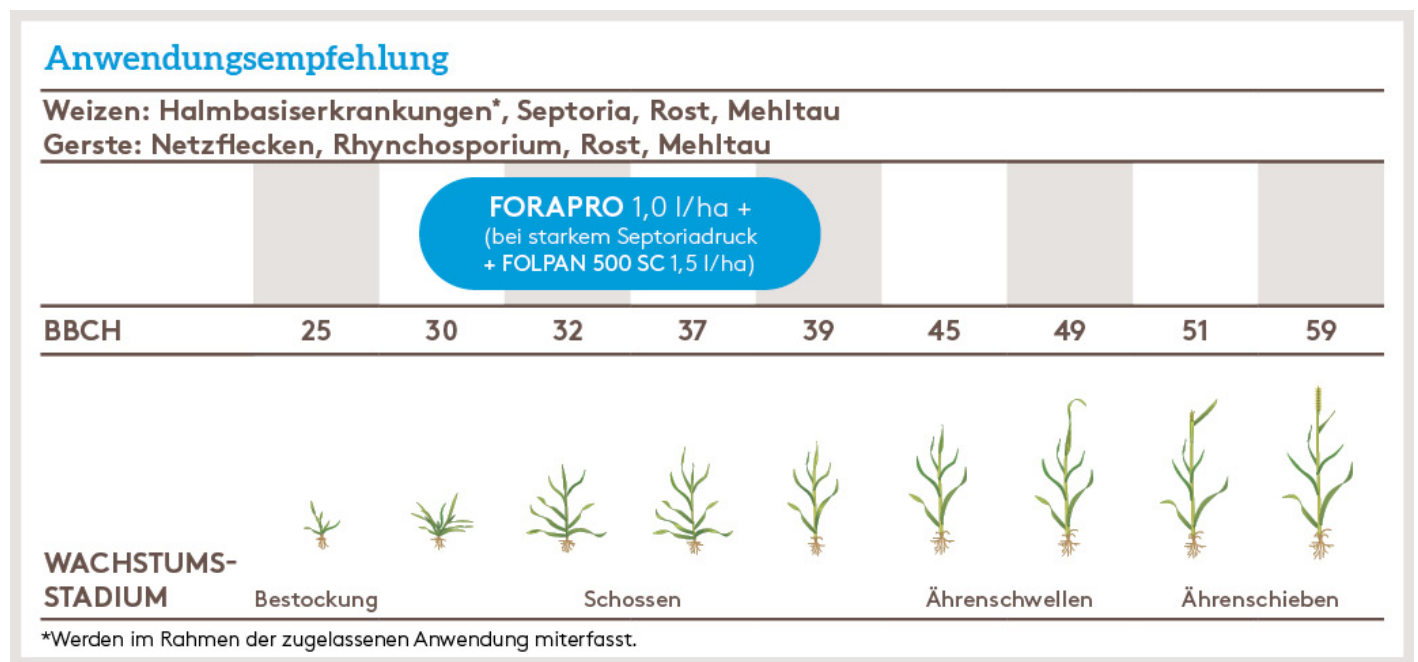 Anwendungsempfehlung
Weizen: Halmbasiserkrankungen*, Septoria, Rost, Mehltau
Gerste: Netzflecken, Rhynchosporium, Rost, Mehltau
FORAPRO 1,0 l/ha +
(bei starkem Septoriadruck
+ FOLPAN 500 SC 1,5 l/ha)
BBCH 25 30 32 37 39 45 49 51 59
WACHSTUMS-
STADIUM Bestockung Schossen Ährenschwellen Ährenschieben
*Werden im Rahmen der zugelassenen Anwendung miterfasst.